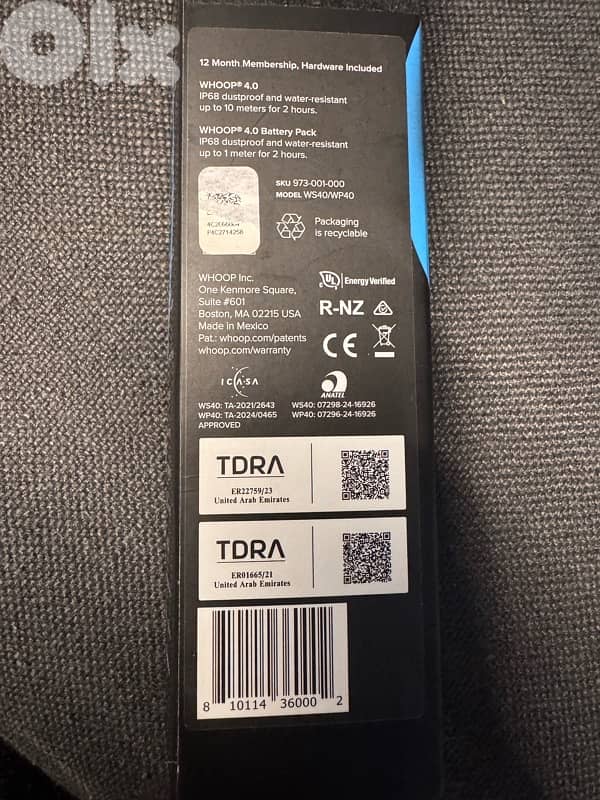 Olx
12 Month Membership, Hardware Included
WHOOP® 4.0
IP68 dustproof and water-resistant
up to 10 meters for 2 hours.
WHOOP® 4.0 Battery Pack
IP68 dustproof and water-resistant
up to 1 meter for 2 hours.
SKU 973-001-000
MODEL WS40/WP40
P4C2714258
Packaging
is recyclable
WHOOP Inc.
One Kenmore Square,
Suite #601
Boston, MA 02215 USA
Made in Mexico
Pat.: whoop.com/patents
whoop.com/warranty
UL Energy Verified
R-NZ
CE
ICASA
WS40: TA-2021/2643
WP40: TA-2024/0465
APPROVED
ANATEL
WS40: 07298-24-16926
WP40: 07296-24-16926
TDRA
ER22759/23
United Arab Emirates
TDRA
ER01665/21
United Arab Emirates
8 10114 36000 2